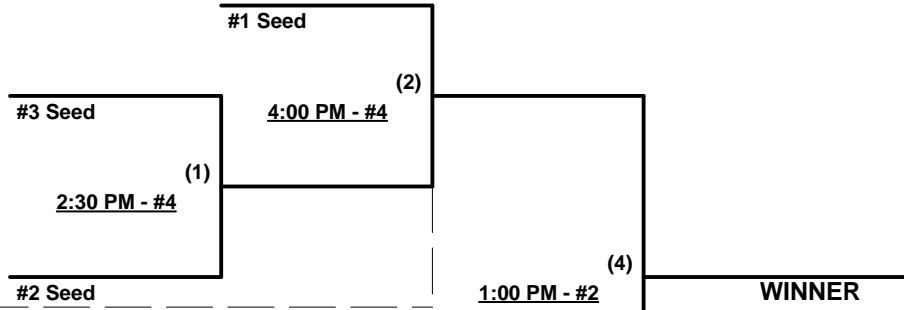 #1 Seed
(2)
#3 Seed
4:00 PM - #4
(1)
2:30 PM - #4
(4)
#2 Seed
1:00 PM - #2
WINNER